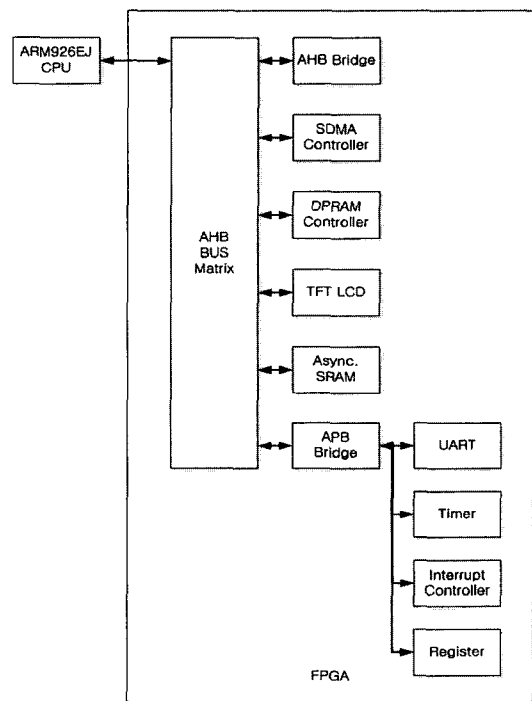 ARM926EJ
CPU
AHB Bridge
SDMA
Controller
DPRAM
Controller
AHB
BUS
Matrix
TFT LCD
Async.
SRAM
APB
Bridge
UART
Timer
Interrupt
Controller
Register
FPGA